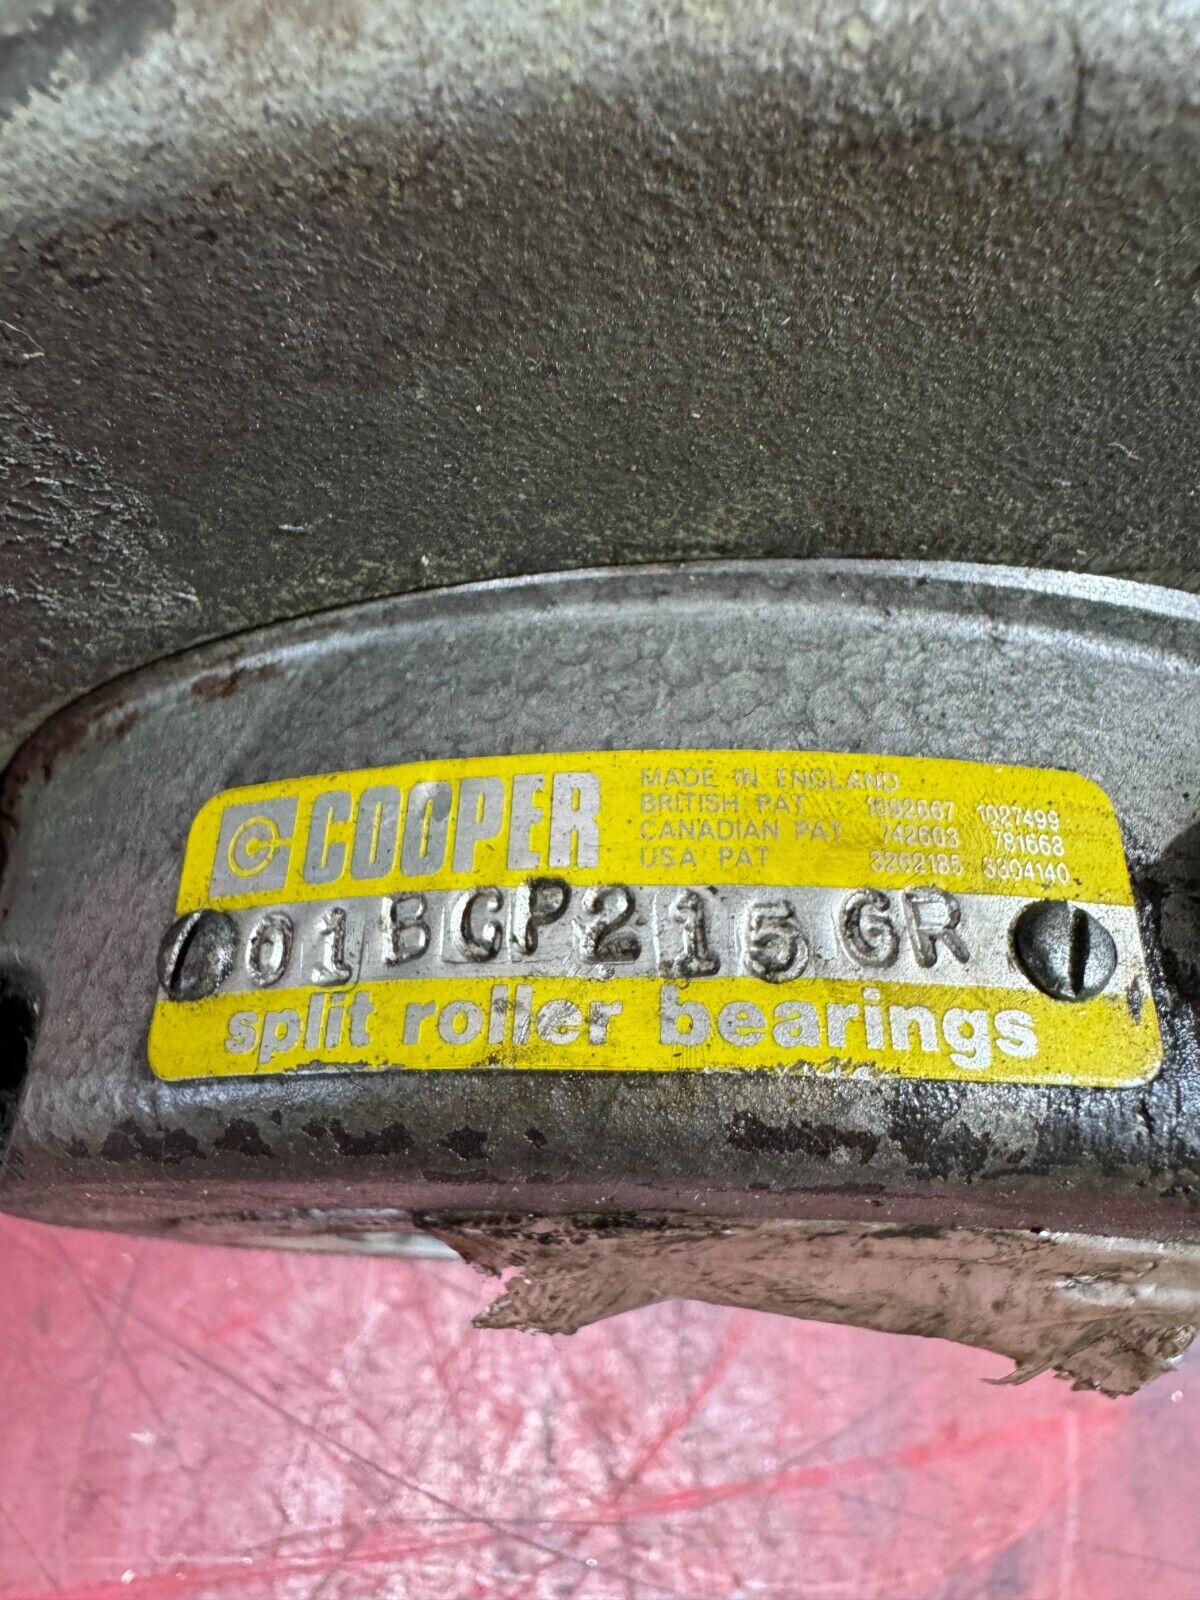 COOPER
MADE IN ENGLAND
BRITISH PAT 1092667 1027499
CANADIAN PAT 742603 781668
USA PAT 3262185 3304140
01BCP215GR
split roller bearings